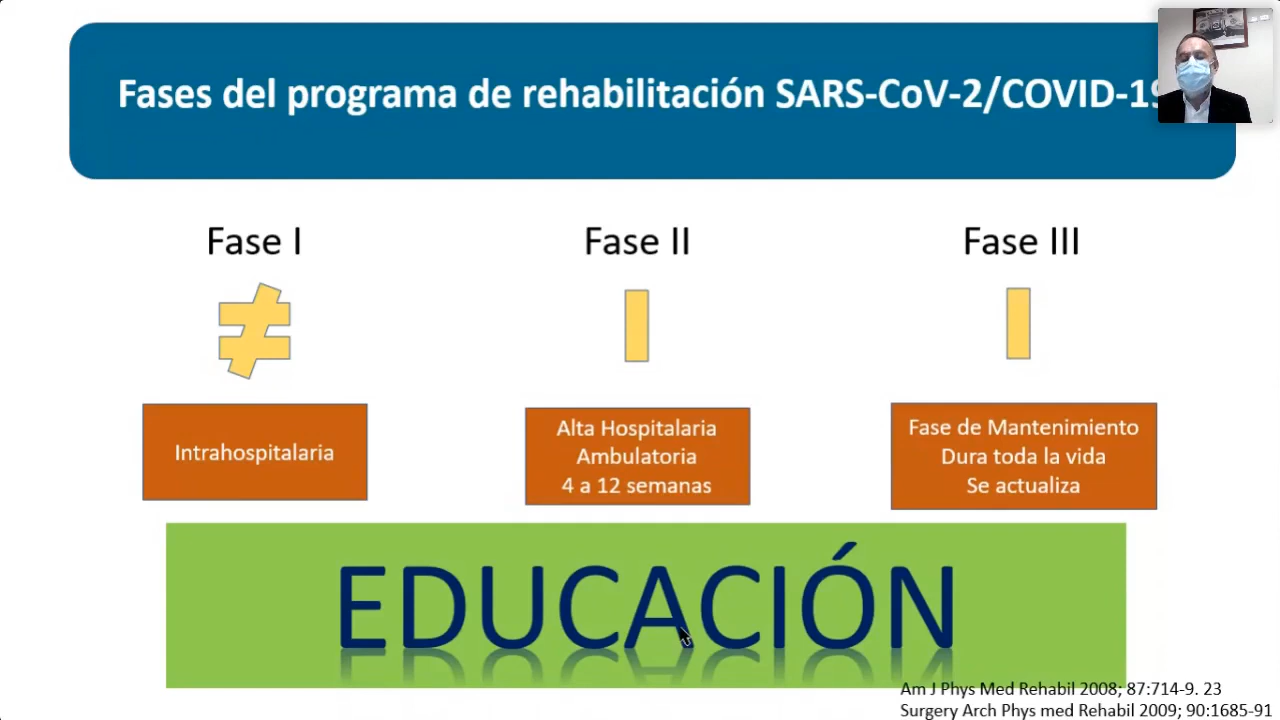 Fases del programa de rehabilitación SARS-CoV-2/COVID-19
Fase I
Fase II
Fase III
Intrahospitalaria
Alta Hospitalaria
Ambulatoria
4 a 12 semanas
Fase de Mantenimiento
Dura toda la vida
Se actualiza
EDUCACIÓN
Am J Phys Med Rehabil 2008; 87:714-9. 23
Surgery Arch Phys med Rehabil 2009; 90:1685-91